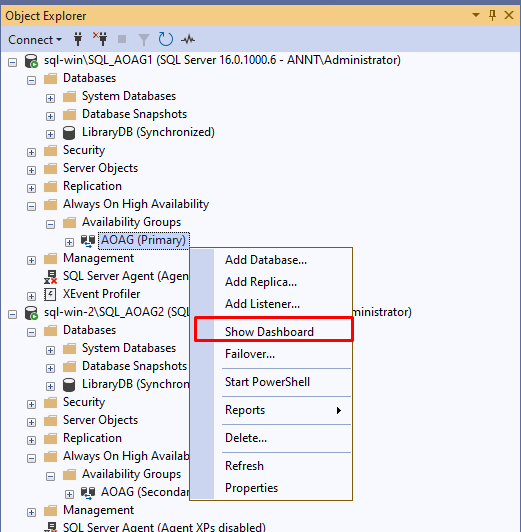 Object Explorer
Connect
sql-win\SQL_AOAG1 (SQL Server 16.0.1000.6 - ANNT\Administrator)
Databases
System Databases
Database Snapshots
LibraryDB (Synchronized)
Security
Server Objects
Replication
Always On High Availability
Availability Groups
AOAG (Primary)
Management
SQL Server Agent (Agen
XEvent Profiler
sql-win-2\SQL_AOAG2 (SQL
ministrator)
Databases
System Databases
Database Snapshots
LibraryDB (Synchronized)
Security
Server Objects
Replication
Always On High Availab
Availability Groups
AOAG (Secondar
Management
SQL Server Agent (Agent XPs disabled)
Add Database...
Add Replica...
Add Listener...
Show Dashboard
Failover...
Start PowerShell
Reports
Delete...
Refresh
Properties